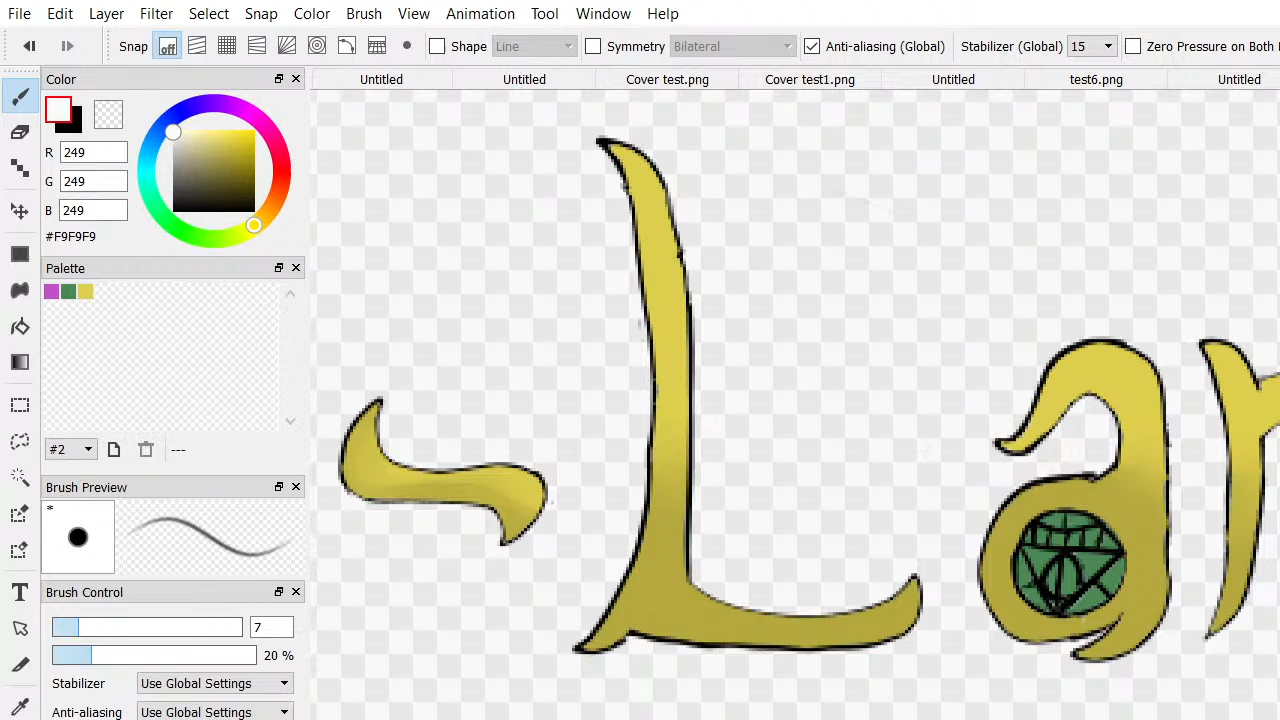 File Edit Layers Filter Select Snap Color Brush View Animation Tool Window Help
Snap off Shape Line Symmetry Bilateral Anti-aliasing (Global) Stabilizer (Global) 15 Zero Pressure on Both
Color
Untitled Untitled Cover test.png Cover test1.png Untitled test6.png Untitled
R 249
G 249
B 249
#F9F9F9
Palette
#2 ---
Brush Preview
*
Brush Control
7
20 %
Stabilizer Use Global Settings
Anti-aliasing Use Global Settings
~Lar